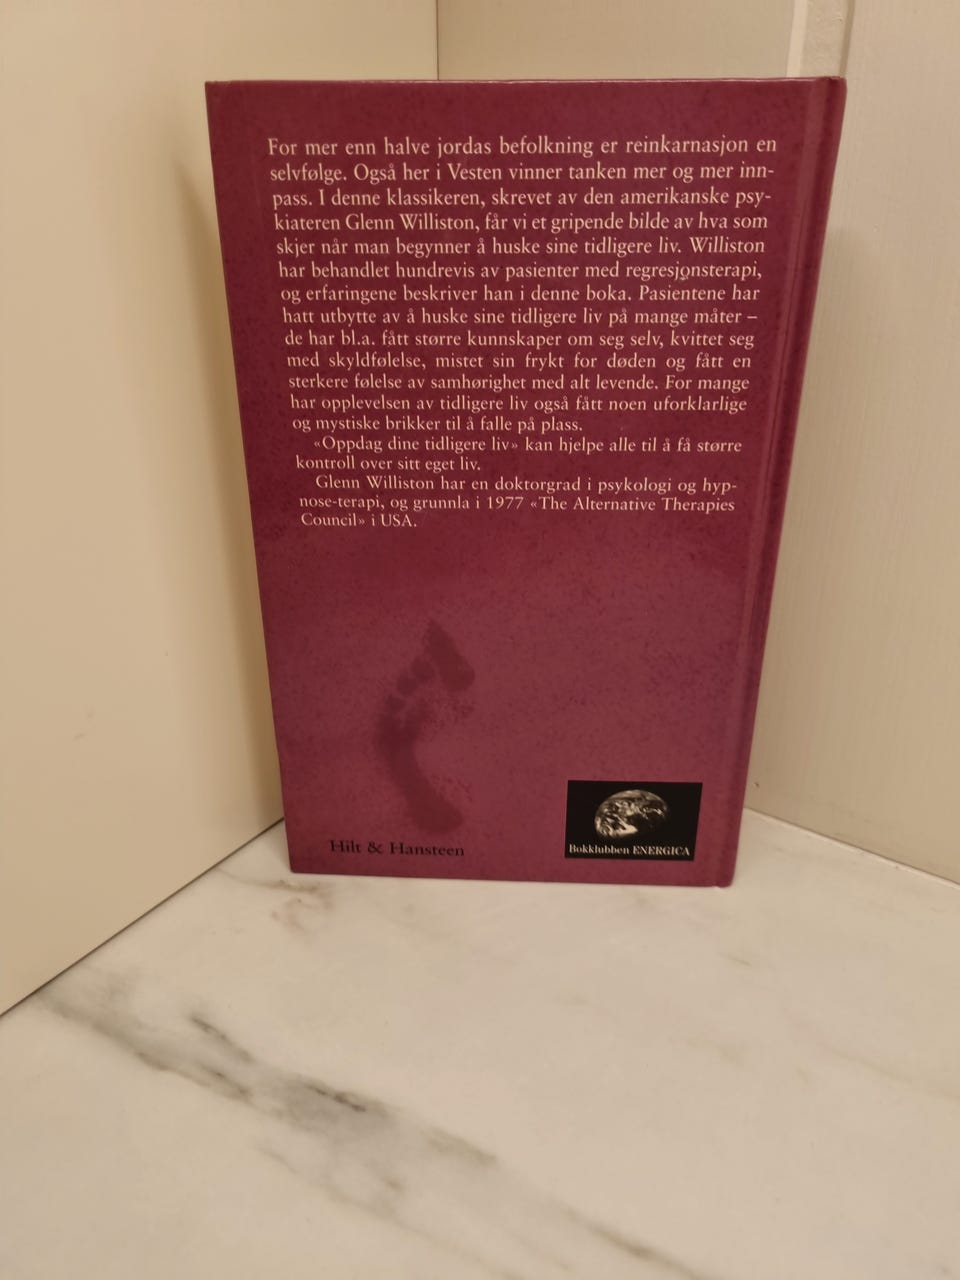 For mer enn halve jordas befolkning er reinkarnasjon en
selvfølge. Også her i Vesten vinner tanken mer og mer inn-
pass. I denne klassikeren, skrevet av den amerikanske psy-
kiateren Glenn Williston, får vi et gripende bilde av hva som
skjer når man begynner å huske sine tidligere liv. Williston
har behandlet hundrevis av pasienter med regresjonsterapi,
og erfaringene beskriver han i denne boka. Pasientene har
hatt utbytte av å huske sine tidligere liv på mange måter –
de har bl.a. fått større kunnskaper om seg selv, kvittet seg
med skyldfølelse, mistet sin frykt for døden og fått en
sterkere følelse av samhørighet med alt levende. For mange
har opplevelsen av tidligere liv også fått noen uforklarlige
og mystiske brikker til å falle på plass.
«Oppdag dine tidligere liv» kan hjelpe alle til å få større
kontroll over sitt eget liv.
Glenn Williston har en doktorgrad i psykologi og hyp-
nose-terapi, og grunnla i 1977 «The Alternative Therapies
Council» i USA.
Hilt & Hansteen
Bokklubben ENERGICA